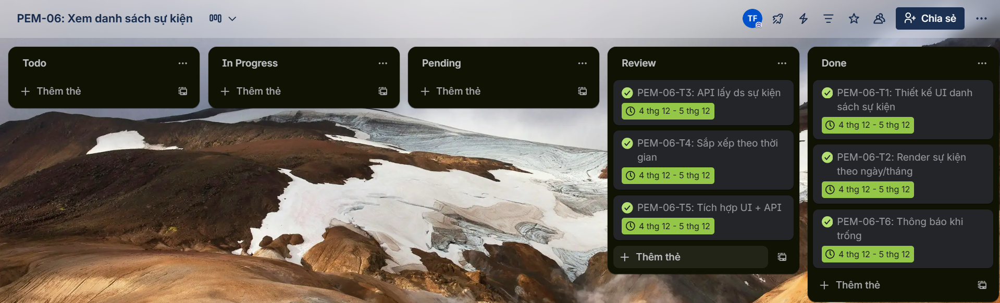 PEM-06: Xem danh sách sự kiện
TF
Chia sẻ
Todo
Thêm thẻ
In Progress
Thêm thẻ
Pending
Thêm thẻ
Review
PEM-06-T3: API lấy ds sự kiện
4 thg 12 - 5 thg 12
PEM-06-T4: Sắp xếp theo thời
gian
4 thg 12 - 5 thg 12
PEM-06-T5: Tích hợp UI + API
4 thg 12 - 5 thg 12
Thêm thẻ
Done
PEM-06-T1: Thiết kế UI danh
sách sự kiện
4 thg 12 - 5 thg 12
PEM-06-T2: Render sự kiện
theo ngày/tháng
4 thg 12 - 5 thg 12
PEM-06-T6: Thông báo khi
trống
4 thg 12 - 5 thg 12
Thêm thẻ